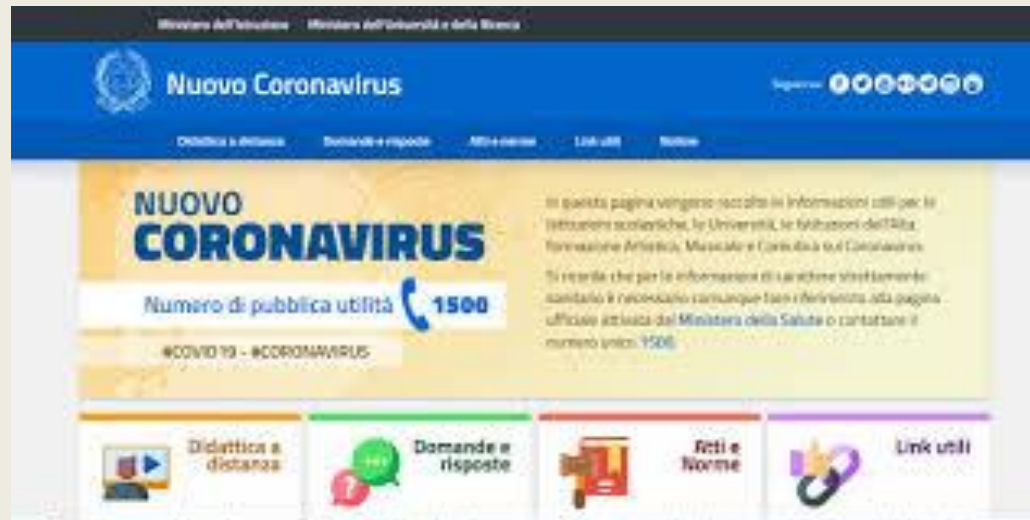 Ministero dell'Istruzione Ministero dell'Università e della Ricerca
Nuovo Coronavirus
Seguici su
Didattica a distanza Domande e risposte Atti e norme Link utili Notizie
NUOVO
CORONAVIRUS
Numero di pubblica utilità 1500
#COVID19 - #CORONAVIRUS
In questa pagina vengono raccolte le informazioni utili per le
Istituzioni scolastiche, le Università, le Istituzioni dell'Alta
formazione Artistica, Musicale e Coreutica sul Coronavirus
Si ricorda che per le informazioni di carattere strettamente
sanitario è necessario comunque fare riferimento alla pagina
ufficiale attivata dal Ministero della Salute o contattare il
numero unico 1500.
Didattica a
distanza
Domande e
risposte
Atti e
Norme
Link utili